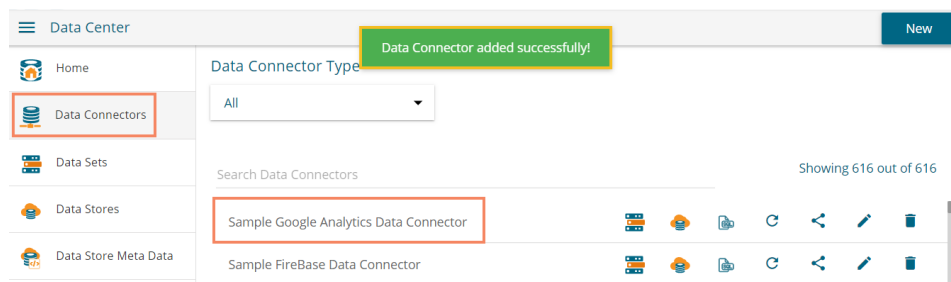 Data Center
Data Connector added successfully!
New
Home
Data Connector Type
Data Connectors
All
Data Sets
Search Data Connectors
Showing 616 out of 616
Data Stores
Sample Google Analytics Data Connector
Data Store Meta Data
Sample FireBase Data Connector